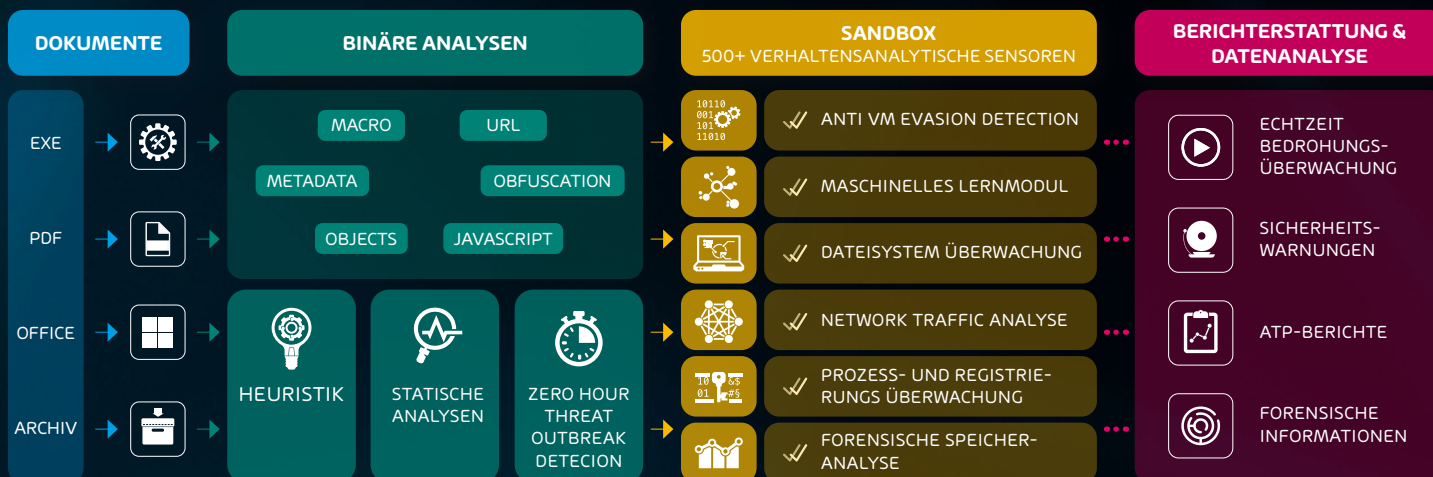 DOKUMENTE
EXE
PDF
OFFICE
ARCHIV
BINÄRE ANALYSEN
MACRO
URL
METADATA
OBFUSCATION
OBJECTS
JAVASCRIPT
HEURISTIK
STATISCHE
ANALYSEN
ZERO HOUR
THREAT
OUTBREAK
DETECION
SANDBOX
500+ VERHALTENSANALYTISCHE SENSOREN
10110
001
101
11010
ANTI VM EVASION DETECTION
MASCHINELLES LERNMODUL
DATEISYSTEM ÜBERWACHUNG
NETWORK TRAFFIC ANALYSE
10 &$
01 #§
PROZESS- UND REGISTRIE-
RUNGS ÜBERWACHUNG
FORENSISCHE SPEICHER-
ANALYSE
BERICHTERSTATTUNG &
DATENANALYSE
ECHTZEIT
BEDROHUNGS-
ÜBERWACHUNG
SICHERHEITS-
WARNUNGEN
ATP-BERICHTE
FORENSISCHE
INFORMATIONEN